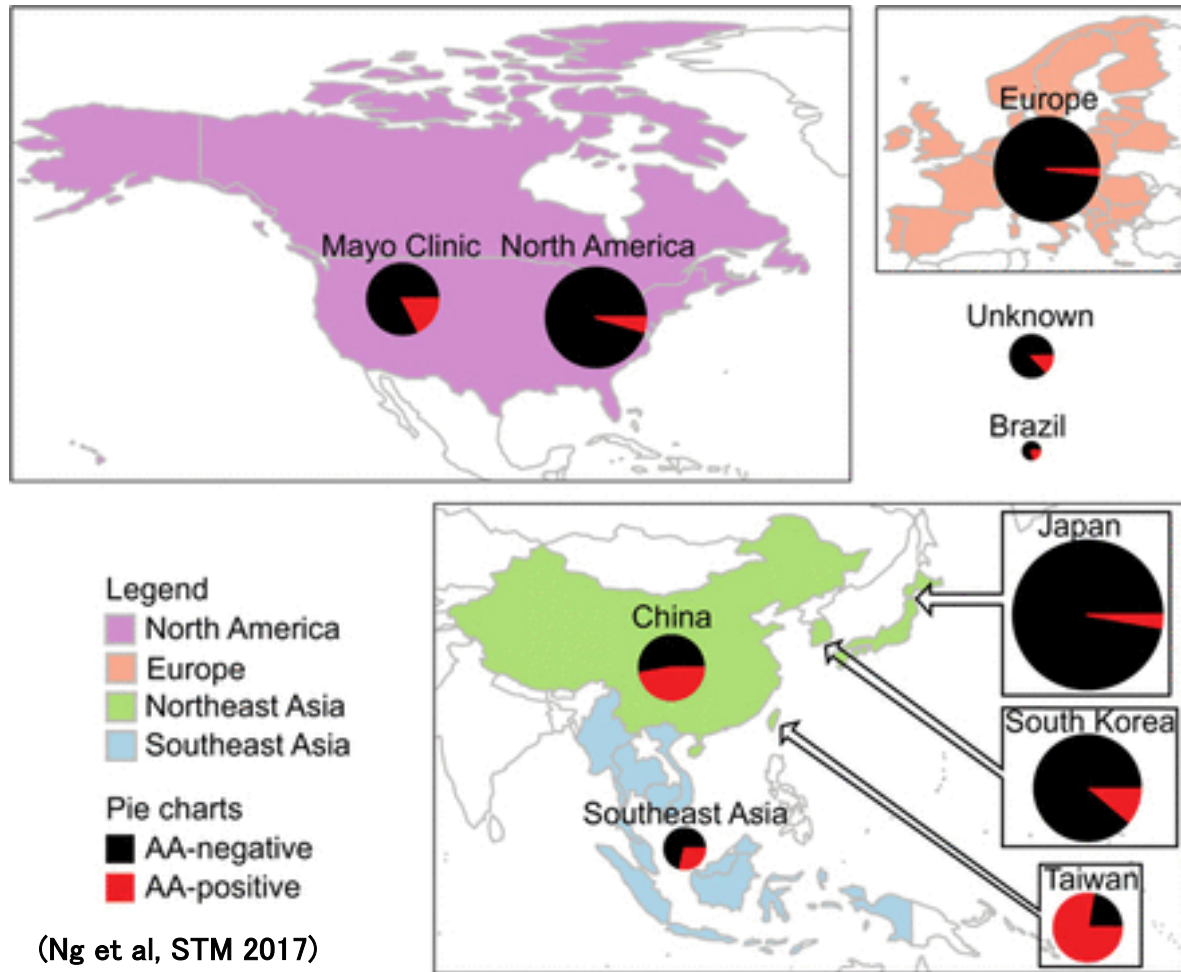 Mayo Clinic
North America
Europe
Unknown
Brazil
Legend
North America
Europe
Northeast Asia
Southeast Asia
Pie charts
AA-negative
AA-positive
(Ng et al, STM 2017)
China
Southeast Asia
Japan
South Korea
Taiwan